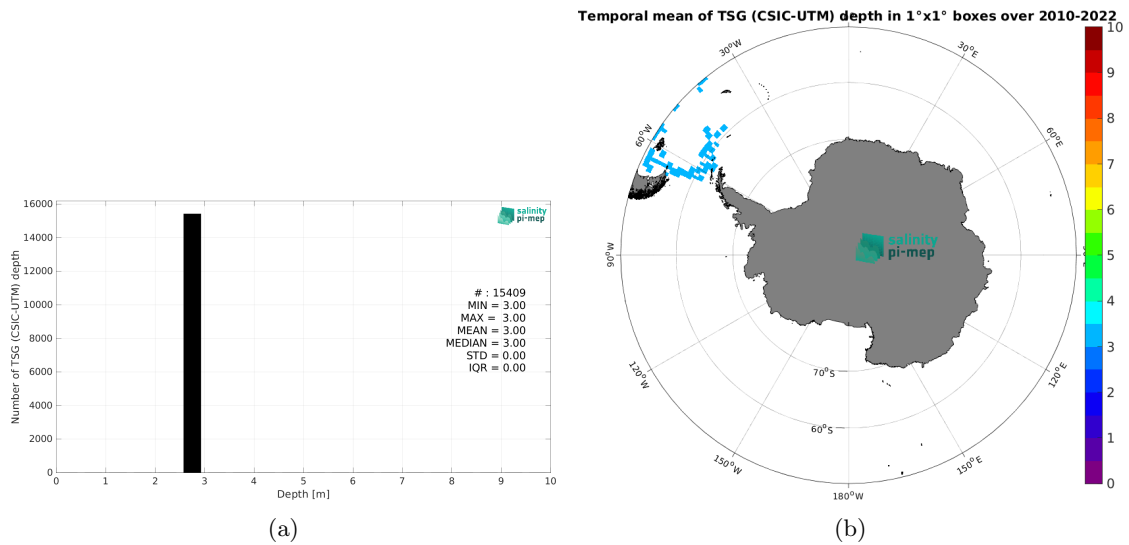 16000
14000
12000
10000
8000
6000
4000
2000
0
Number of TSG (CSIC-UTM) depth
salinity
pi-mep
# : 15409
MIN = 3.00
MAX = 3.00
MEAN = 3.00
MEDIAN = 3.00
STD = 0.00
IQR = 0.00
0 1 2 3 4 5 6 7 8 9 10
Depth [m]
(a)
Temporal mean of TSG (CSIC-UTM) depth in 1°x1° boxes over 2010-2022
0°
30°W
30°E
60°W
60°E
90°W
salinity
pi-mep
120°W
120°E
70°S
60°S
150°W
150°E
180°W
10
9
8
7
6
5
4
3
2
1
0
(b)